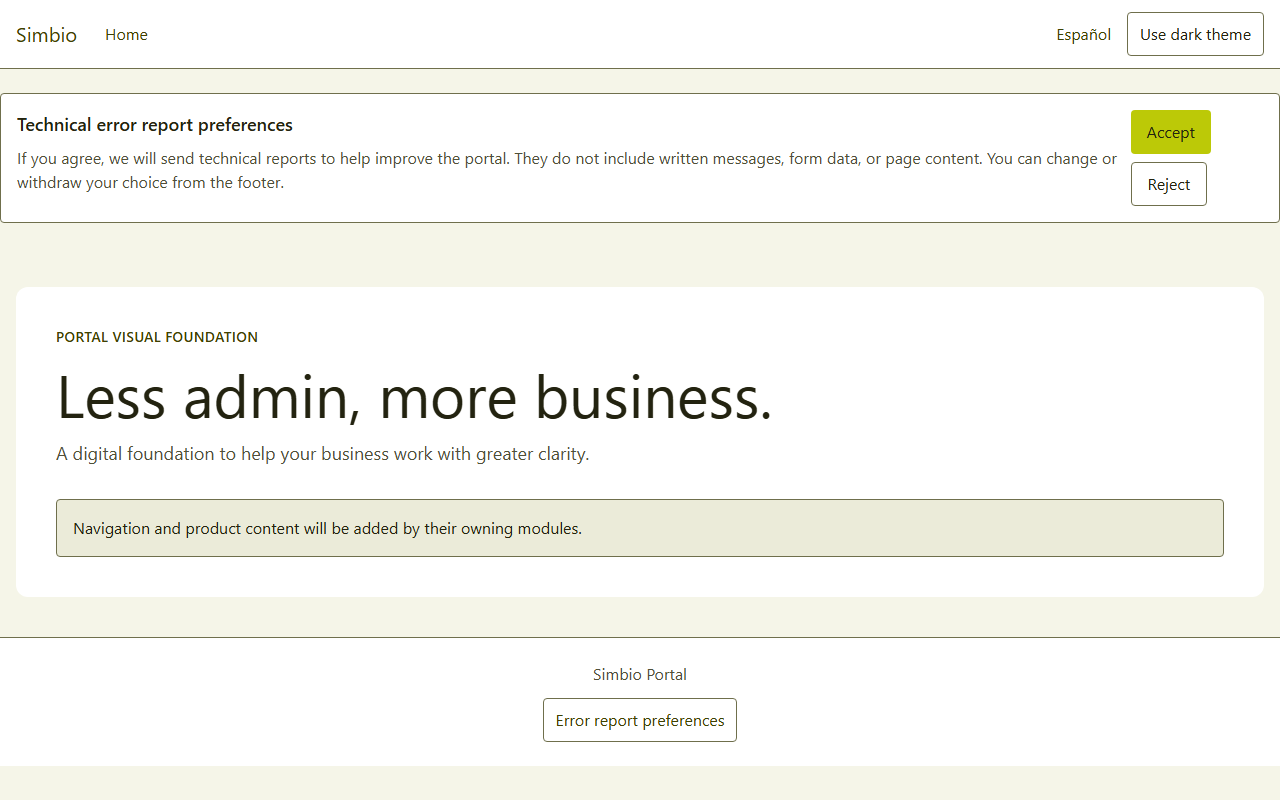 Simbio
Home
Español
Use dark theme
Technical error report preferences
If you agree, we will send technical reports to help improve the portal. They do not include written messages, form data, or page content. You can change or
withdraw your choice from the footer.
Accept
Reject
PORTAL VISUAL FOUNDATION
Less admin, more business.
A digital foundation to help your business work with greater clarity.
Navigation and product content will be added by their owning modules.
Simbio Portal
Error report preferences